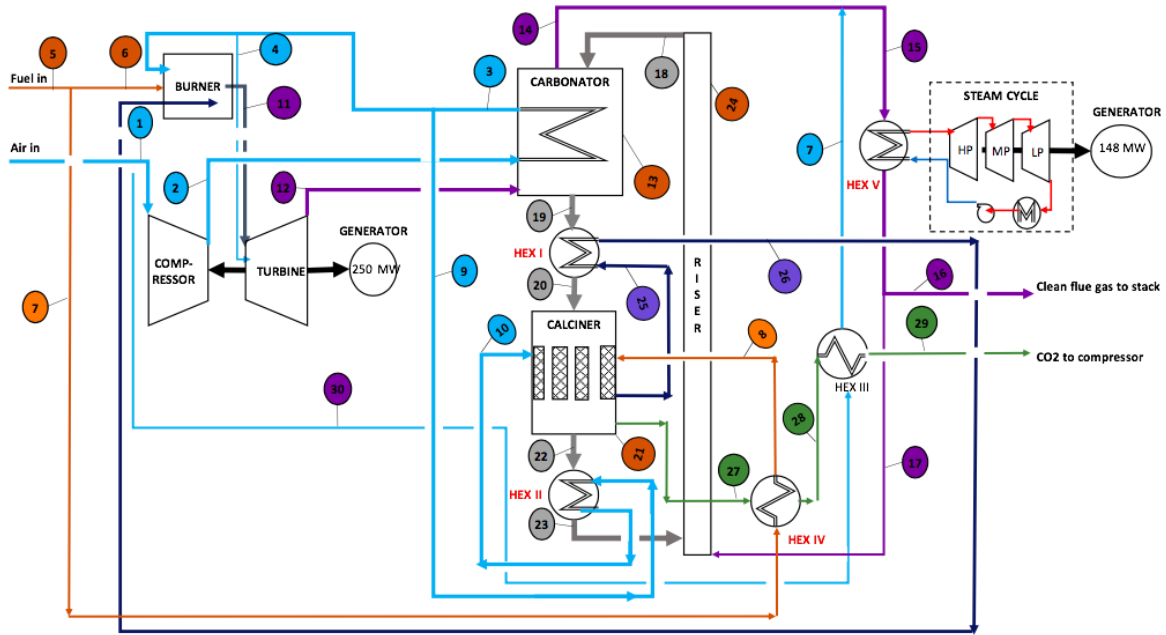 14
15
18
5
6
4
3
CARBONATOR
24
STEAM CYCLE
Fuel in
BURNER
11
GENERATOR
1
7
HP
MP
LP
148 MW
Air in
2
12
13
HEX V
19
GENERATOR
HEX I
COMP-
RESSOR
TURBINE
250 MW
9
26
R
I
S
E
R
16
Clean flue gas to stack
20
25
7
CALCINER
10
8
29
CO2 to compressor
HEX III
30
28
22
21
27
17
HEX II
23
HEX IV